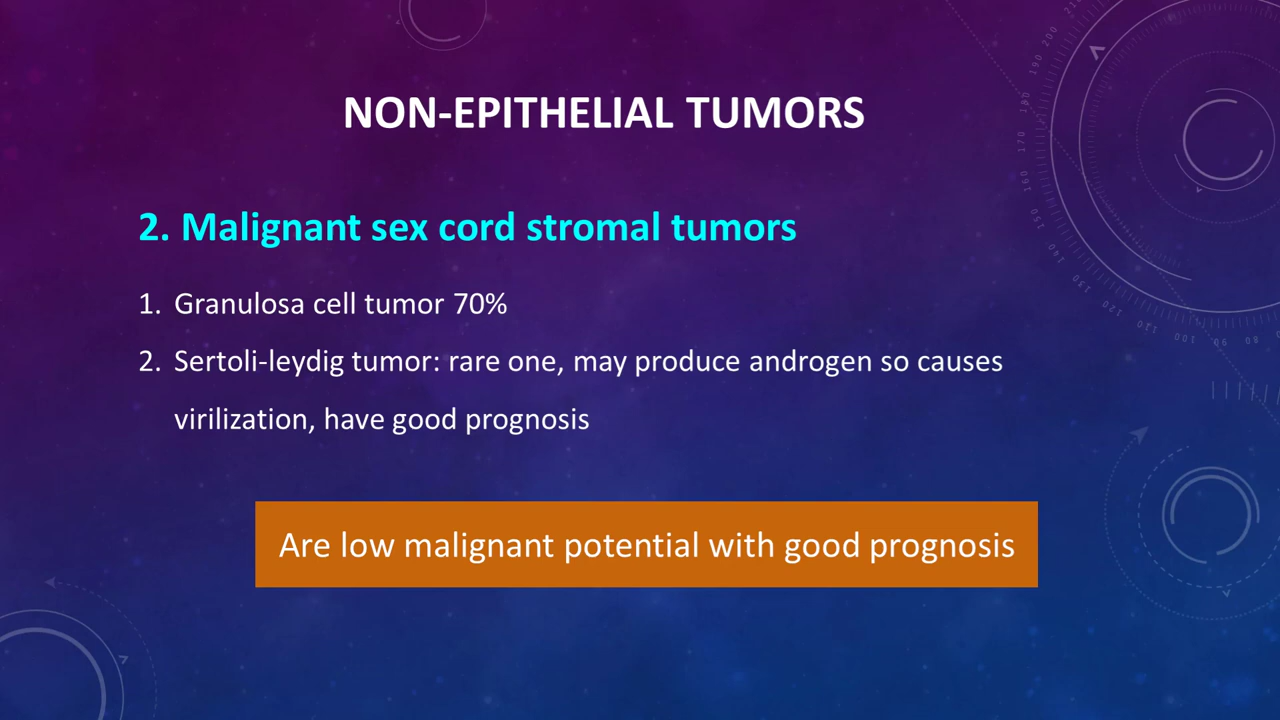 NON-EPITHELIAL TUMORS
2. Malignant sex cord stromal tumors
1. Granulosa cell tumor 70%
2. Sertoli-leydig tumor: rare one, may produce androgen so causes
virilization, have good prognosis
Are low malignant potential with good prognosis